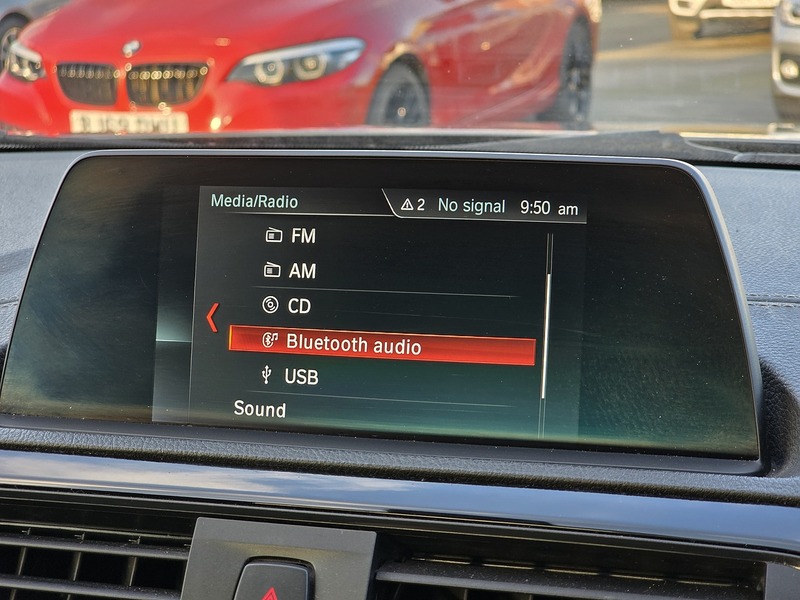 Media/Radio 2 No signal 9:50 am
FM
AM
CD
Bluetooth audio
USB
Sound